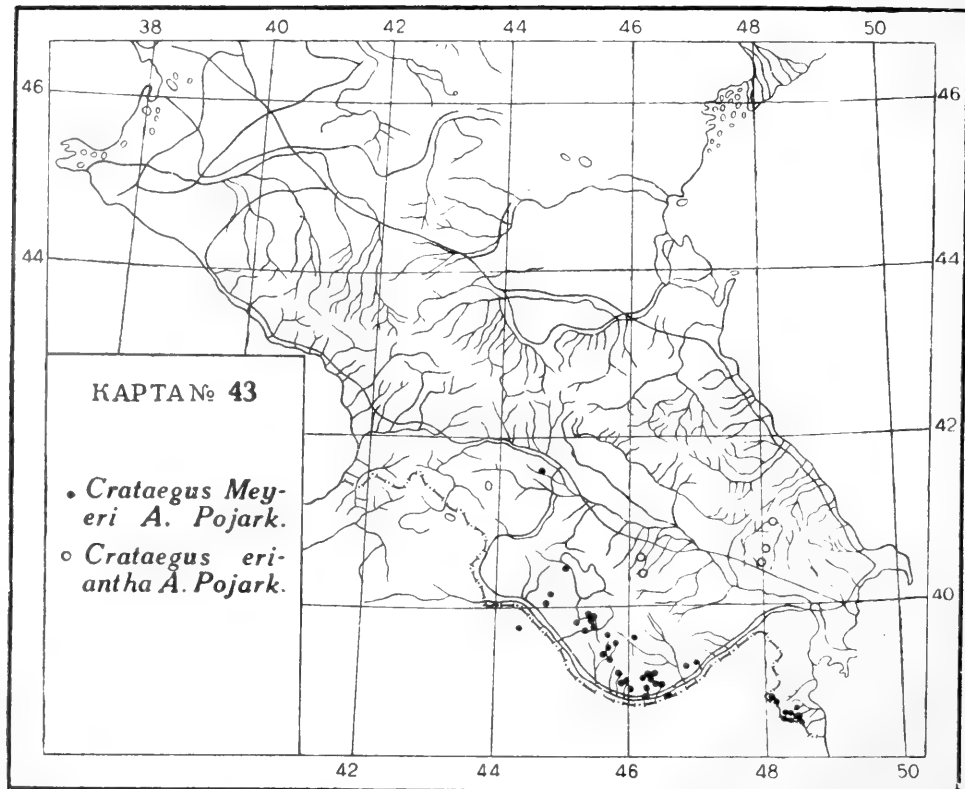 38 40 42 44 46 48 50
46 46
44 44
КАРТА № 43
42
• Crataegus Mey-
eri A. Pojark.
○ Crataegus eri-
antha A. Pojark.
40
42 44 46 48 50